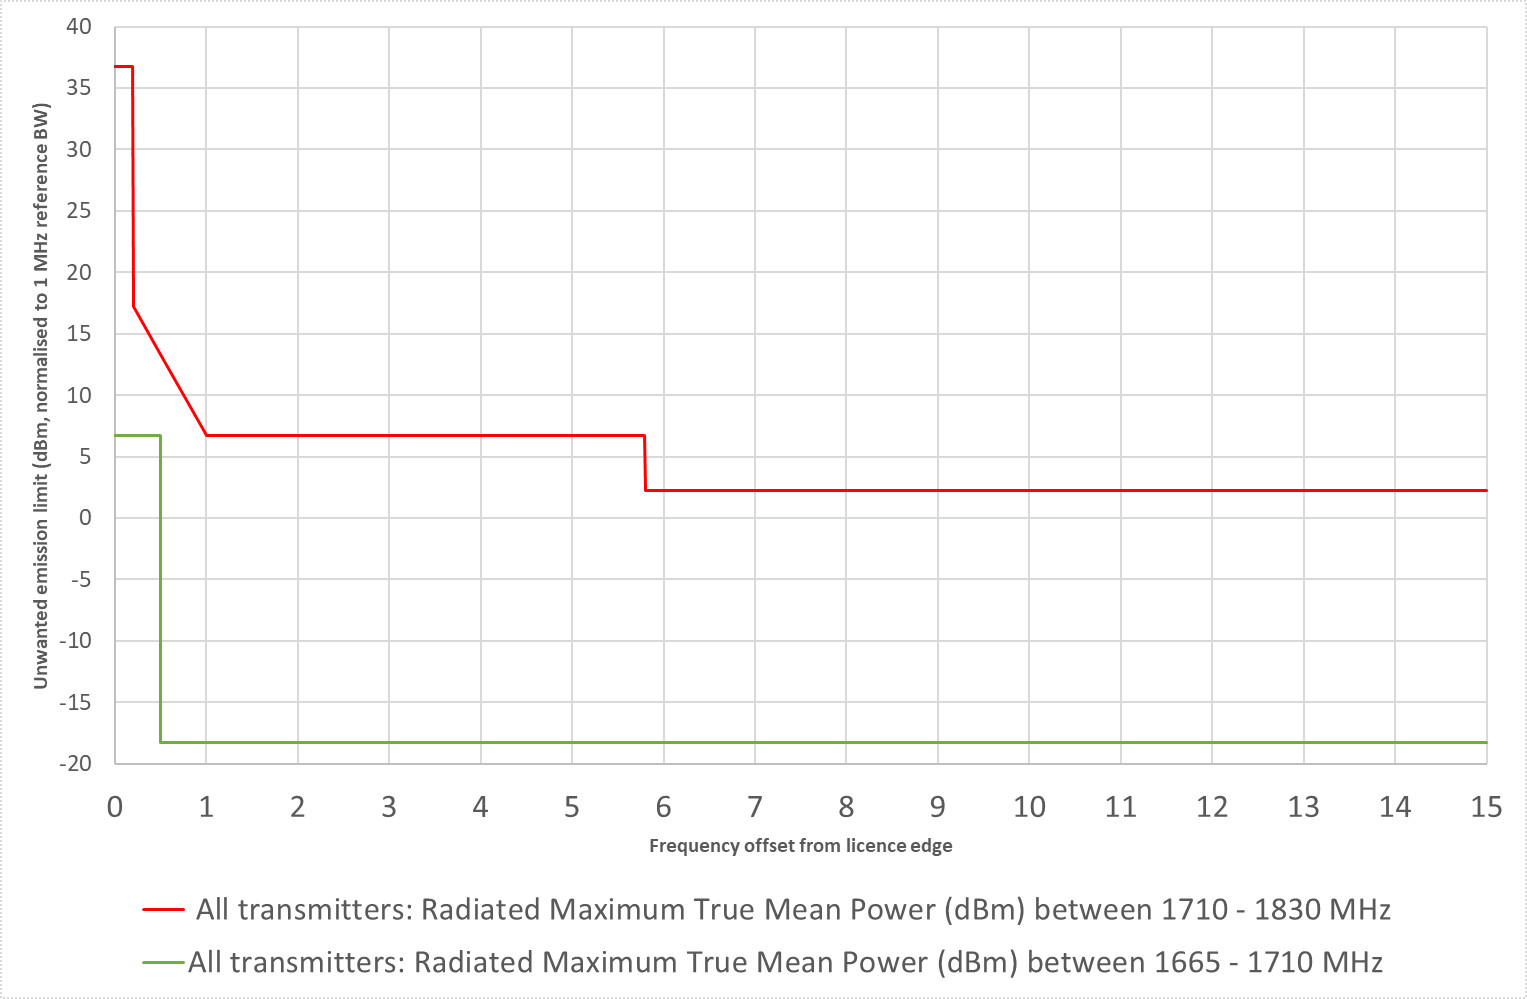 40
35
30
25
20
15
10
5
0
-5
-10
-15
-20
Unwanted emission limit (dBm, normalised to 1 MHz reference BW)
0 1 2 3 4 5 6 7 8 9 10 11 12 13 14 15
Frequency offset from licence edge
All transmitters: Radiated Maximum True Mean Power (dBm) between 1710 - 1830 MHz
All transmitters: Radiated Maximum True Mean Power (dBm) between 1665 - 1710 MHz